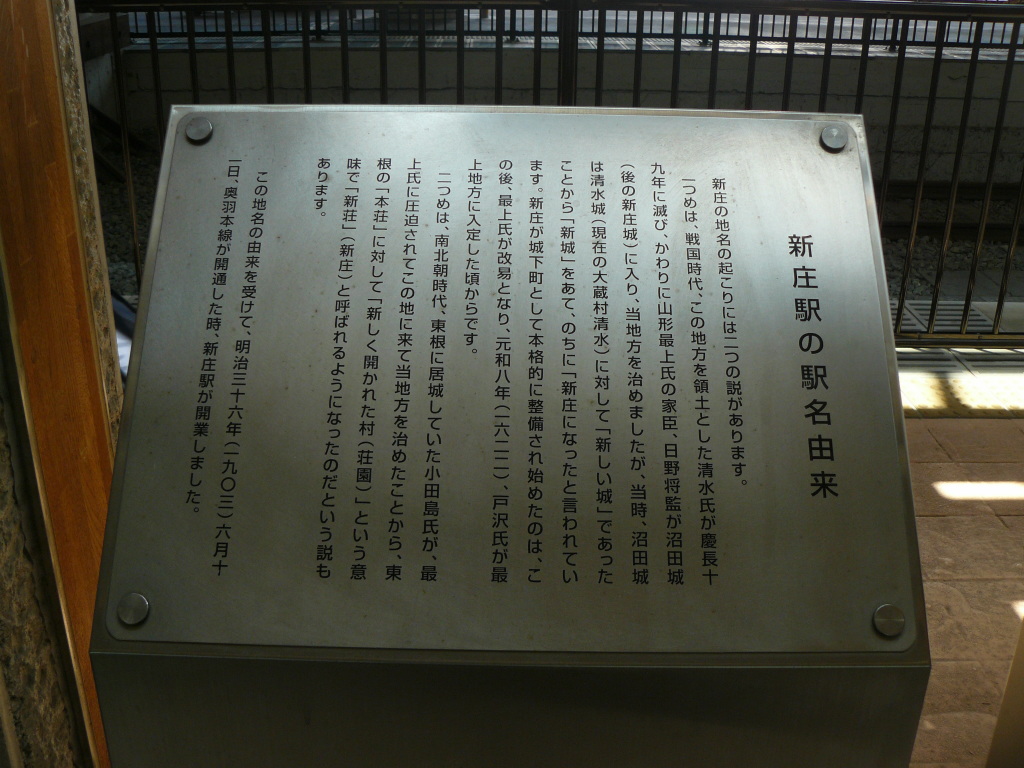 新庄駅の駅名由来
新庄の地名の起こりには二つの説があります。
一つめは、戦国時代、この地方を領土とした清水氏が慶長十
九年に滅び、かわりに山形最上氏の家臣、日野将監が沼田城
（後の新庄城）に入り、当地方を治めましたが、当時、沼田城
は清水城（現在の大蔵村清水）に対して「新しい城」であった
ことから「新城」をあて、のちに「新庄になったと言われてい
ます。新庄が城下町として本格的に整備され始めたのは、こ
の後、最上氏が改易となり、元和八年（一六二二）、戸沢氏が最
上地方に入定した頃からです。
二つめは、南北朝時代、東根に居城していた小田島氏が、最
上氏に圧迫されてこの地に来て当地方を治めたことから、東
根の「本荘」に対して「新しく開かれた村（荘園）」という意
味で「新荘」（新庄）と呼ばれるようになったのだという説も
あります。
この地名の由来を受けて、明治三十六年（一九〇三）六月十
一日、奥羽本線が開通した時、新庄駅が開業しました。